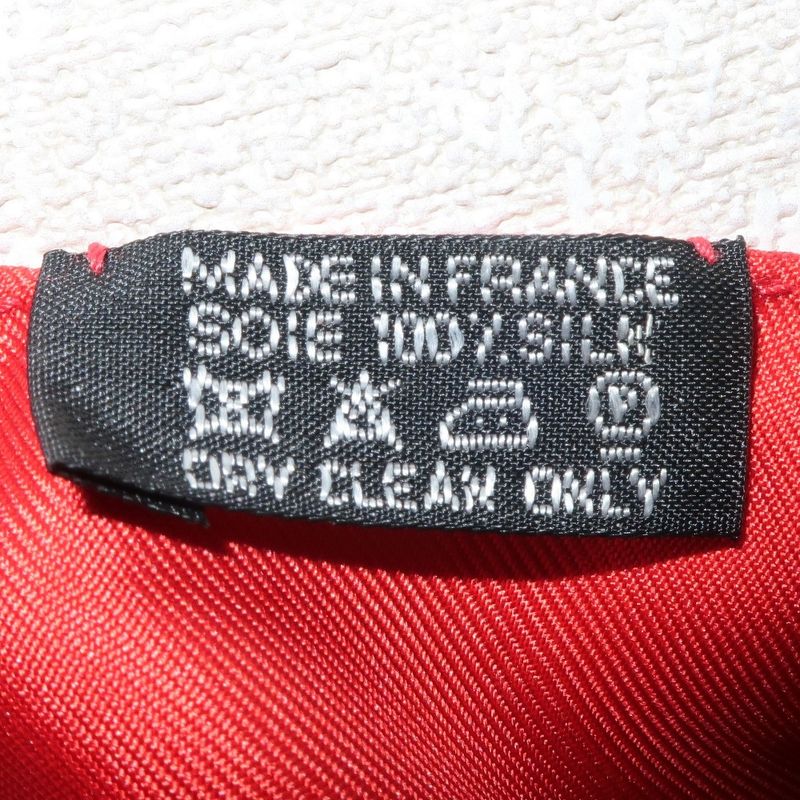 MADE IN FRANCE
SOIE 100% SILK
DRY CLEAN ONLY